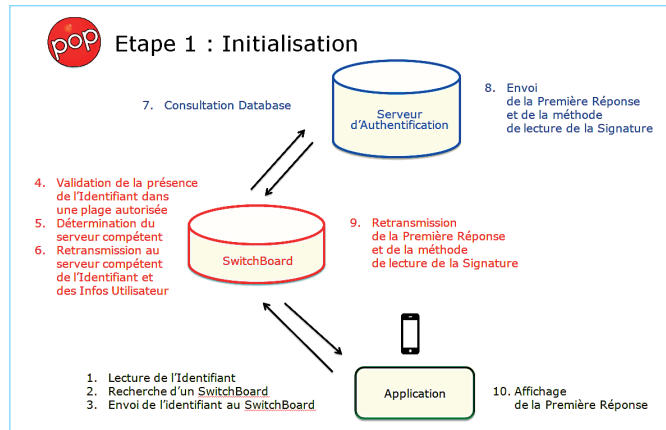 pop
Etape 1 : Initialisation
7. Consultation Database
Serveur
d'Authentification
8. Envoi
de la Première Réponse
et de la méthode
de lecture de la Signature
4. Validation de la présence
de l'Identifiant dans
une plage autorisée
5. Détermination du
serveur compétent
6. Retransmission au
serveur compétent
de l'Identifiant et
des Infos Utilisateur
SwitchBoard
9. Retransmission
de la Première Réponse
et de la méthode
de lecture de la Signature
1. Lecture de l'Identifiant
2. Recherche d'un SwitchBoard
3. Envoi de l'identifiant au SwitchBoard
Application
10. Affichage
de la Première Réponse